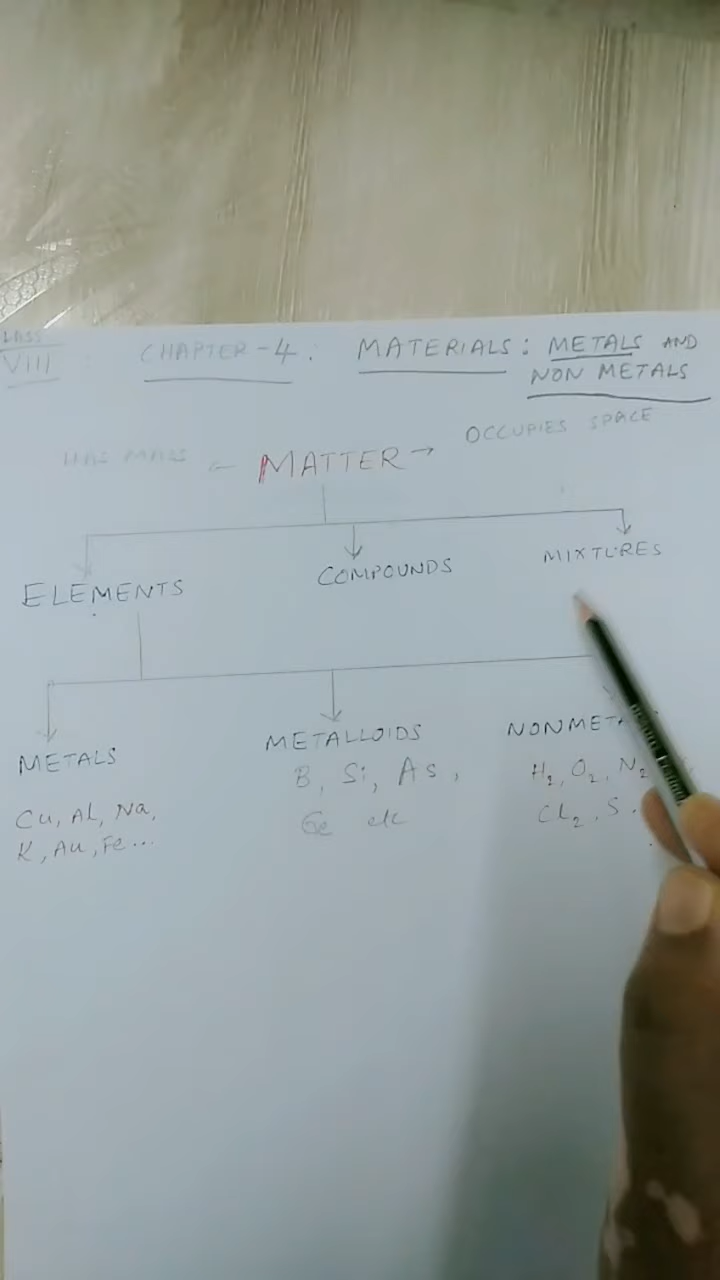 CLASS
VIII : CHAPTER-4 : MATERIALS : METALS AND
NON METALS
HAS MASS ← MATTER → OCCUPIES SPACE
ELEMENTS COMPOUNDS MIXTURES
METALS METALLOIDS NONMETA
Cu, Al, Na, B, Si, As, H2, O2, N2
K, Au, Fe... Ge etc Cl2, S.